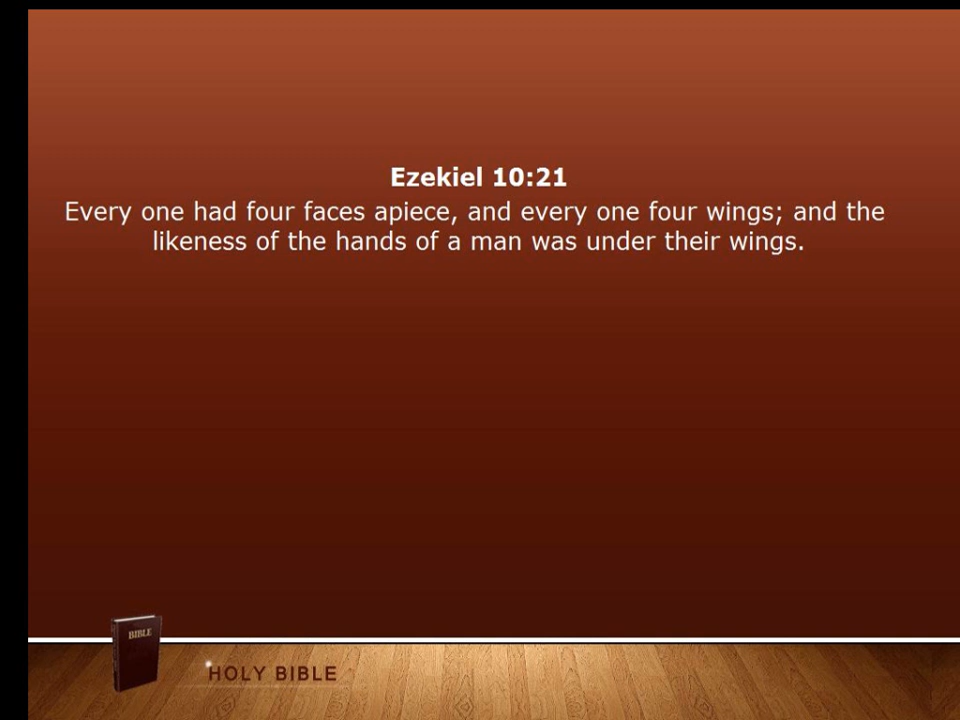 Ezekiel 10:21
Every one had four faces apiece, and every one four wings; and the
likeness of the hands of a man was under their wings.
BIBLE
HOLY BIBLE